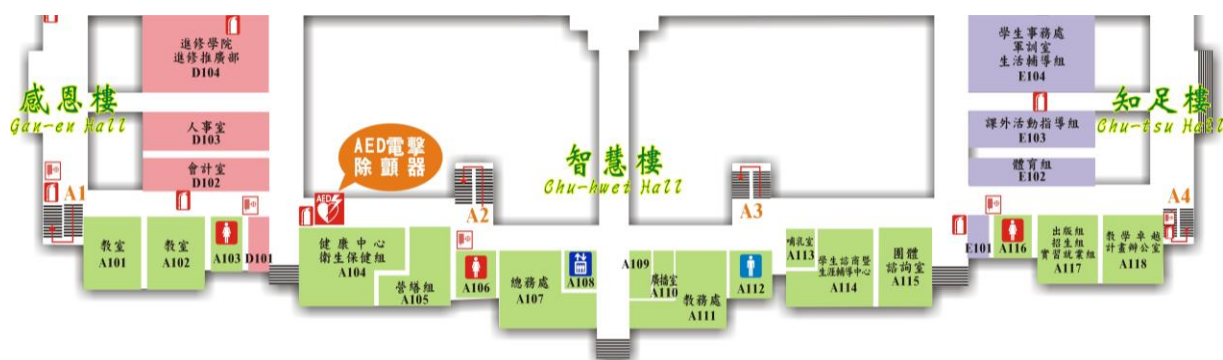 感恩樓
Gan-en Hall
進修學院
進修推廣部
D104
人事室
D103
會計室
D102
AED電擊
除顫器
AED
智慧樓
Chu-hwei Hall
學生事務處
軍訓室
生活輔導組
E104
課外活動指導組
E103
體育組
E102
知足樓
Chu-tsu Hall
A1
A2
A3
A4
教室
A101
教室
A102
A103
D101
健康中心
衛生保健組
A104
營繕組
A105
A106
總務處
A107
A108
A109
廣播室
A110
教務處
A111
A112
哺乳室
A113
學生諮商暨
生涯輔導中心
A114
團體
諮詢室
A115
E101
A116
出版組
招生組
實習就業組
A117
教學卓越
計畫辦公室
A118